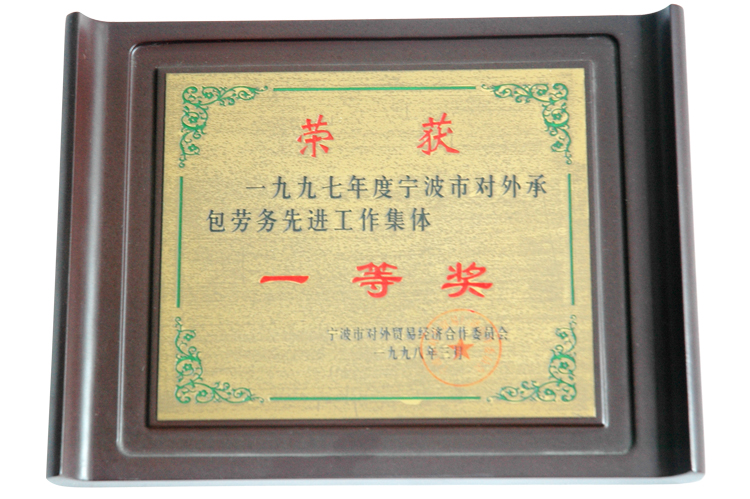 荣获
一九九七年度宁波市对外承
包劳务先进工作集体
一等奖
宁波市对外贸易经济合作委员会
一九九八年三月